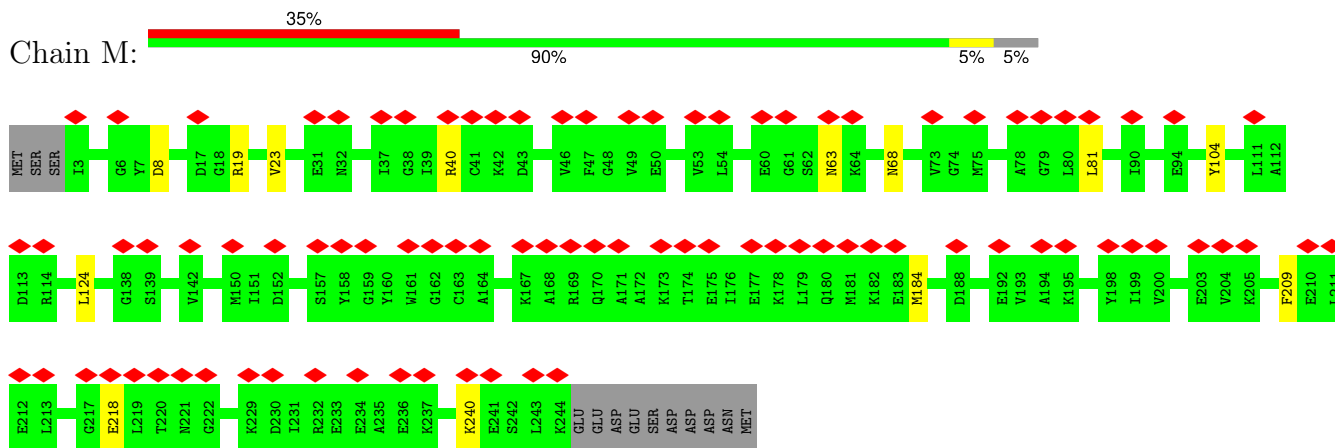 35%
Chain M:
90% 5% 5%
MET SER SER I3 G6 Y7 D8 D17 G18 R19 V23 E31 N32 I37 G38 I39 R40 C41 K42 D43 V46 F47 G48 V49 E50 V53 L54 E60 G61 S62 N63 K64 N68 V73 G74 M75 A78 G79 L80 L81 I90 E94 Y104 L111 A112
D113 R114 L124 G138 S139 V142 M150 I151 D152 S157 Y158 G159 Y160 W161 G162 C163 A164 K167 A168 R169 Q170 A171 A172 K173 T174 E175 I176 E177 K178 L179 Q180 M181 K182 E183 M184 D188 E192 V193 A194 K195 Y198 I199 V200 E203 V204 K205 F209 E210 L211
E212 L213 G217 E218 L219 T220 N221 G222 K229 D230 I231 R232 E233 E234 A235 E236 K237 K240 E241 S242 L243 K244 GLU GLU ASP GLU SER ASP ASP ASP ASN MET